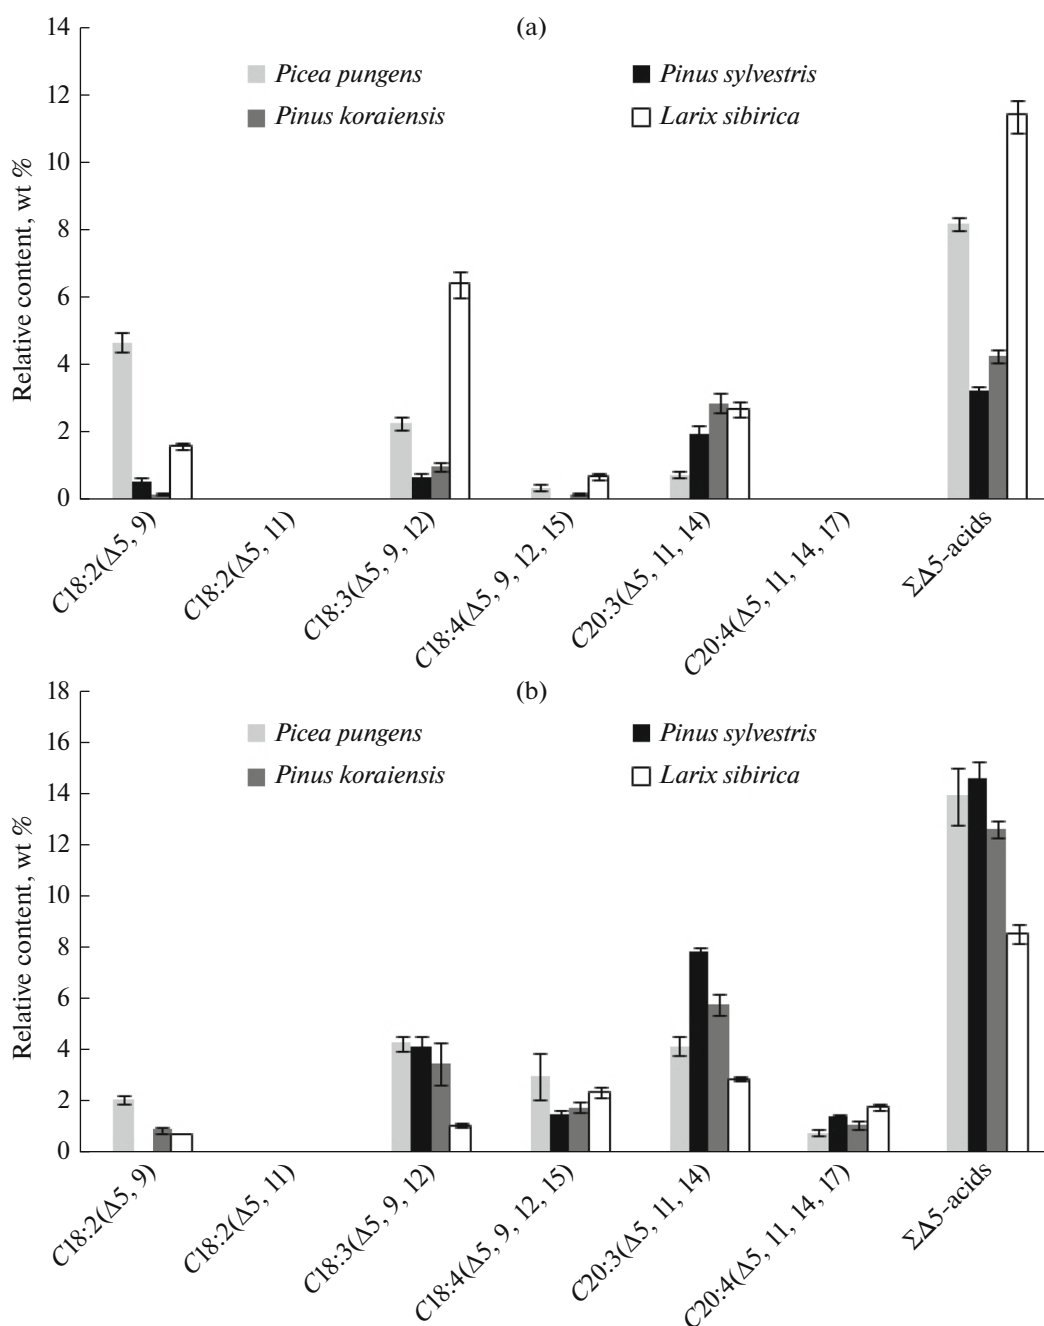 (a)
14
12
10
8
6
4
2
0
Relative content, wt %
Picea pungens
Pinus sylvestris
Pinus koraiensis
Larix sibirica
C18:2(Δ5, 9)
C18:2(Δ5, 11)
C18:3(Δ5, 9, 12)
C18:4(Δ5, 9, 12, 15)
C20:3(Δ5, 11, 14)
C20:4(Δ5, 11, 14, 17)
ΣΔ5-acids
(b)
18
16
14
12
10
8
6
4
2
0
Relative content, wt %
Picea pungens
Pinus sylvestris
Pinus koraiensis
Larix sibirica
C18:2(Δ5, 9)
C18:2(Δ5, 11)
C18:3(Δ5, 9, 12)
C18:4(Δ5, 9, 12, 15)
C20:3(Δ5, 11, 14)
C20:4(Δ5, 11, 14, 17)
ΣΔ5-acids